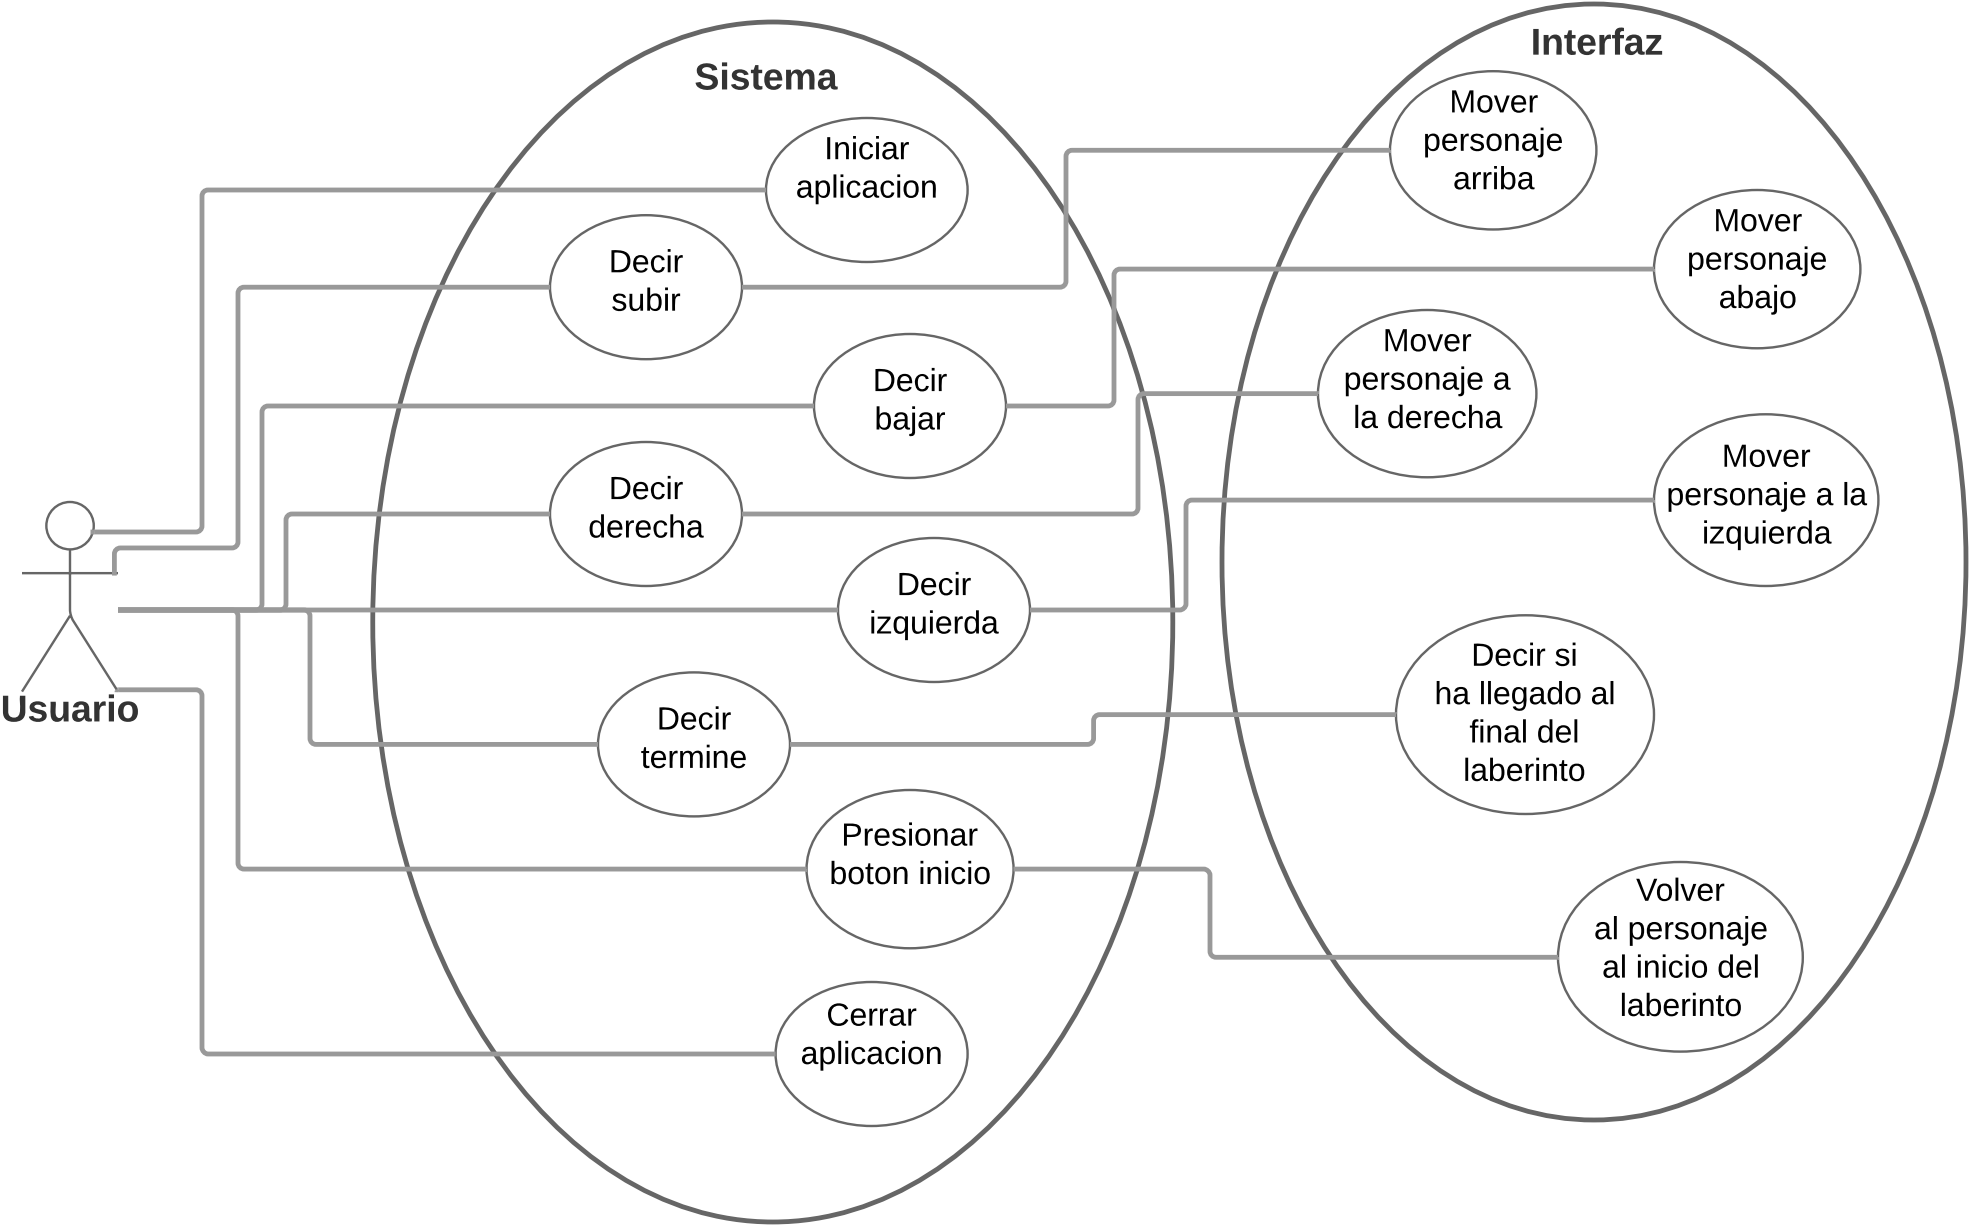 Sistema
Iniciar
aplicacion
Decir
subir
Decir
bajar
Decir
derecha
Decir
izquierda
Decir
termine
Presionar
boton inicio
Cerrar
aplicacion
Usuario
Interfaz
Mover
personaje
arriba
Mover
personaje
abajo
Mover
personaje a
la derecha
Mover
personaje a la
izquierda
Decir si
ha llegado al
final del
laberinto
Volver
al personaje
al inicio del
laberinto